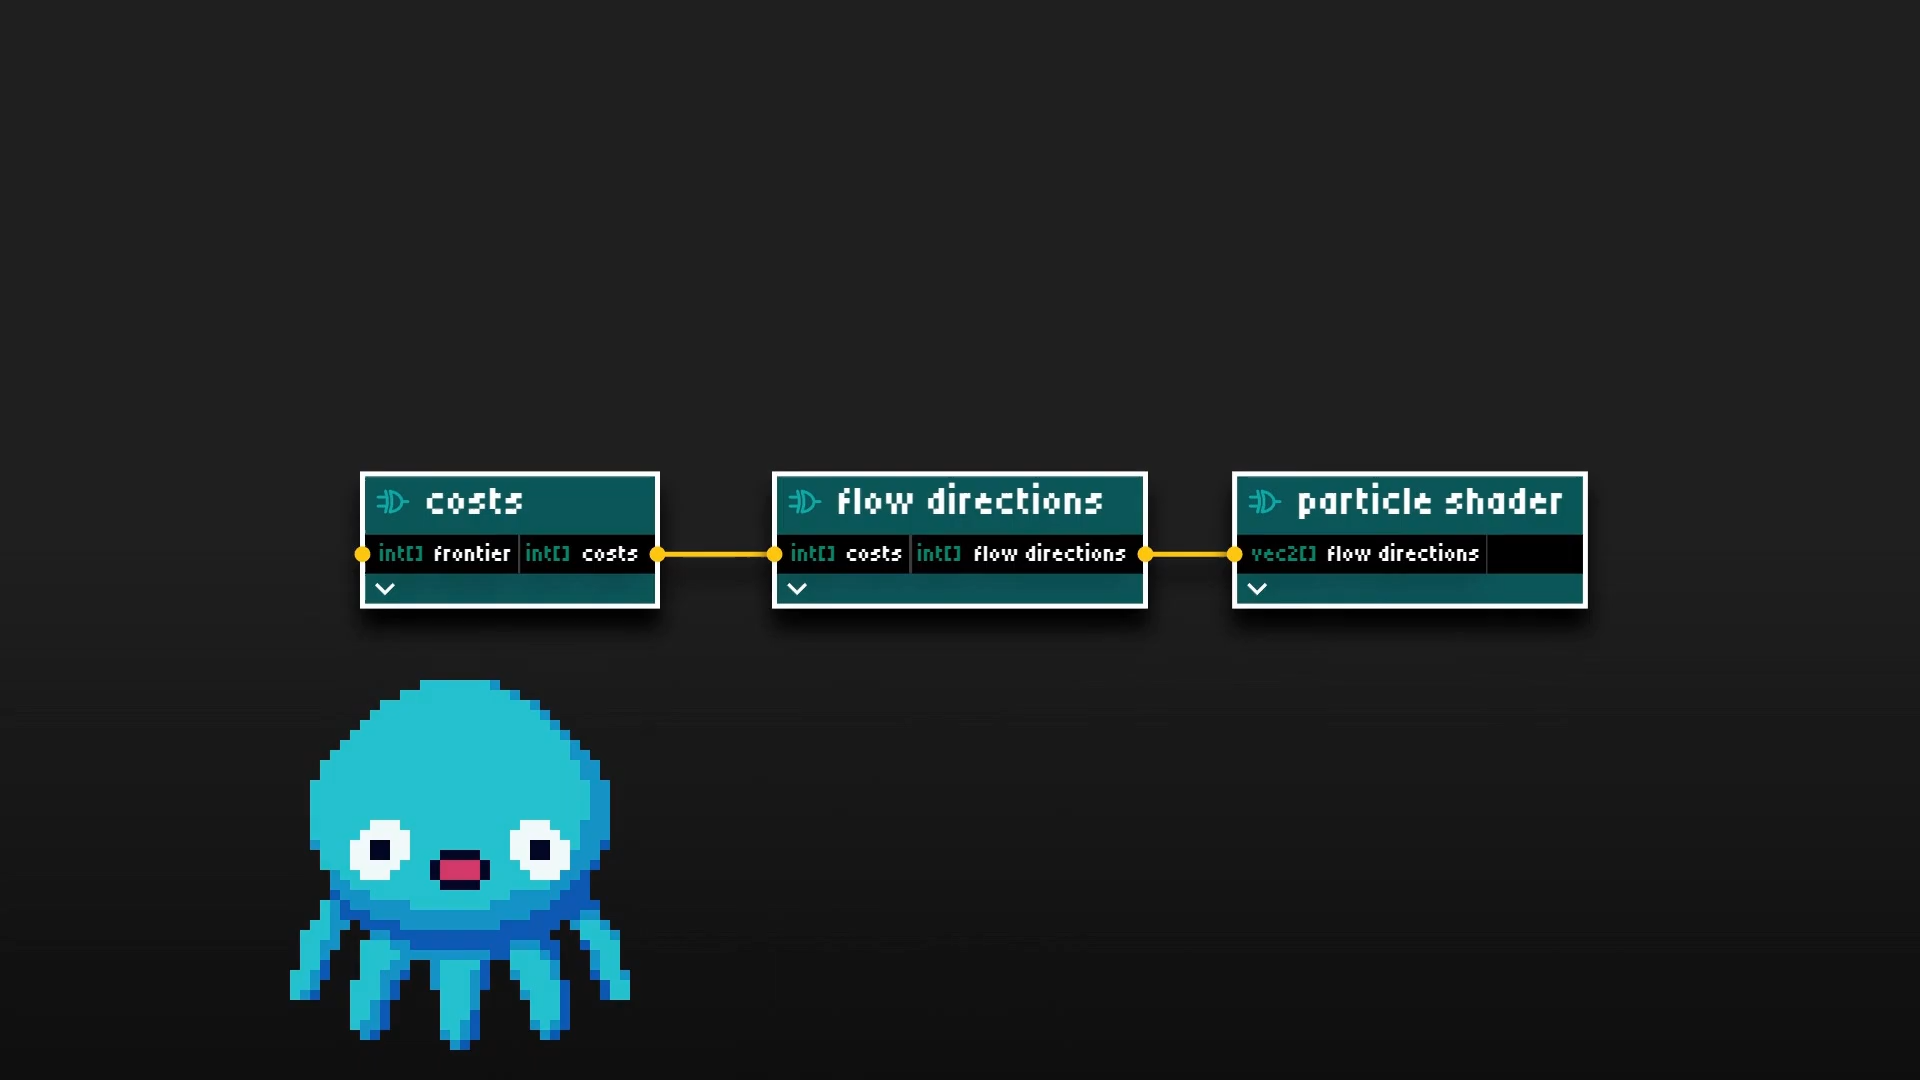 costs
int[] frontier int[] costs
flow directions
int[] costs int[] flow directions
particle shader
vec2[] flow directions